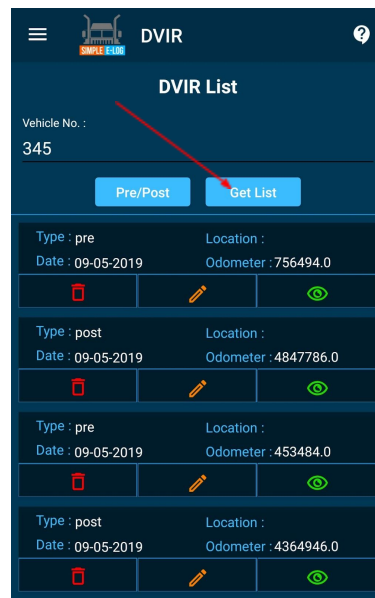 SIMPLE E-LOG
DVIR
DVIR List
Vehicle No. :
345
Pre/Post Get List
Type : pre Location :
Date : 09-05-2019 Odometer : 756494.0
Type : post Location :
Date : 09-05-2019 Odometer : 4847786.0
Type : pre Location :
Date : 09-05-2019 Odometer : 453484.0
Type : post Location :
Date : 09-05-2019 Odometer : 4364946.0